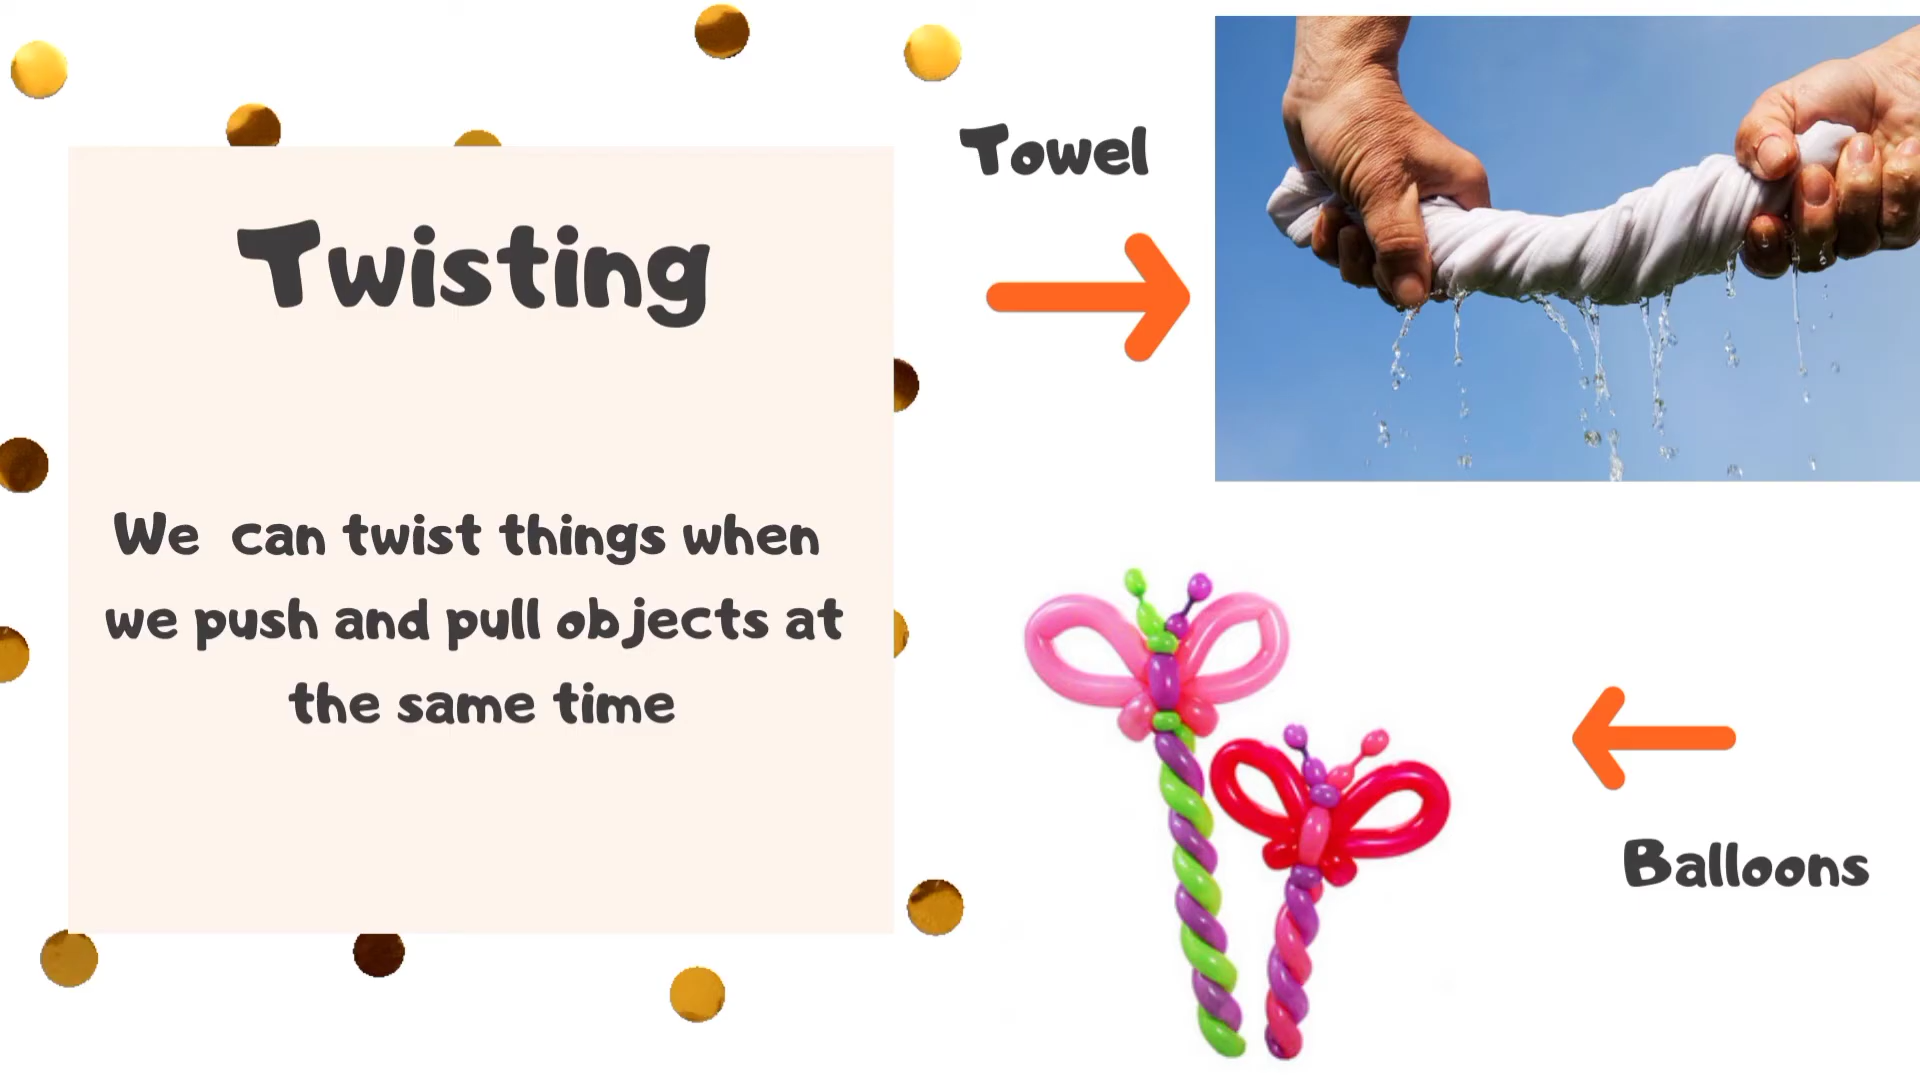 Twisting
We can twist things when
we push and pull objects at
the same time
Towel
Balloons